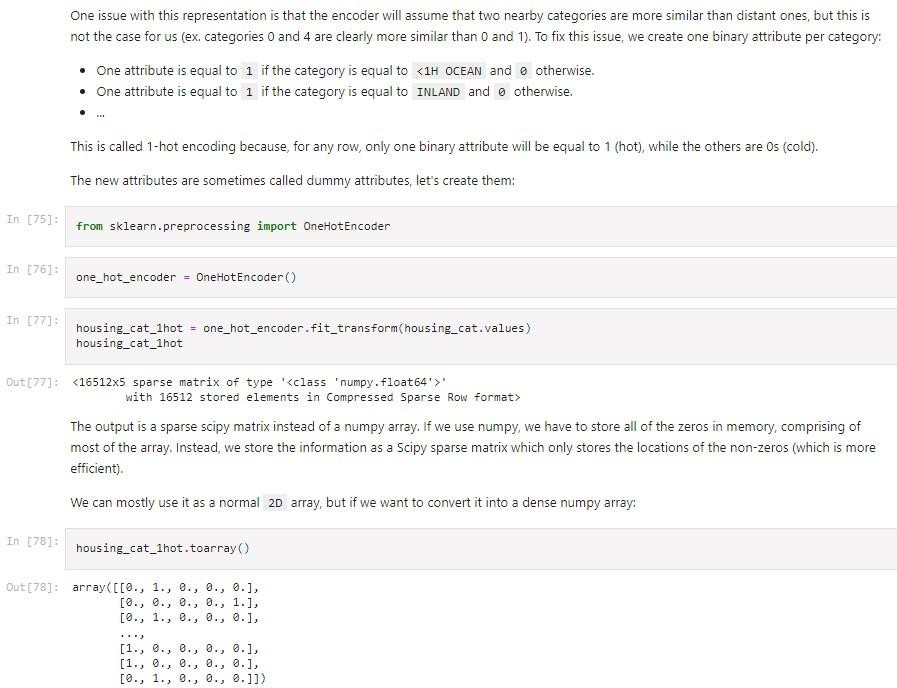 One issue with this representation is that the encoder will assume that two nearby categories are more similar than distant ones, but this is
not the case for us (ex. categories 0 and 4 are clearly more similar than 0 and 1). To fix this issue, we create one binary attribute per category:
• One attribute is equal to 1 if the category is equal to <1H OCEAN and 0 otherwise.
• One attribute is equal to 1 if the category is equal to INLAND and 0 otherwise.
• ...
This is called 1-hot encoding because, for any row, only one binary attribute will be equal to 1 (hot), while the others are 0s (cold).
The new attributes are sometimes called dummy attributes, let's create them:
In [75]: from sklearn.preprocessing import OneHotEncoder
In [76]: one_hot_encoder = OneHotEncoder()
In [77]: housing_cat_1hot = one_hot_encoder.fit_transform(housing_cat.values)
housing_cat_1hot
Out[77]: <16512x5 sparse matrix of type '<class 'numpy.float64'>'
with 16512 stored elements in Compressed Sparse Row format>
The output is a sparse scipy matrix instead of a numpy array. If we use numpy, we have to store all of the zeros in memory, comprising of
most of the array. Instead, we store the information as a Scipy sparse matrix which only stores the locations of the non-zeros (which is more
efficient).
We can mostly use it as a normal 2D array, but if we want to convert it into a dense numpy array:
In [78]: housing_cat_1hot.toarray()
Out[78]: array([[0., 1., 0., 0., 0.],
[0., 0., 0., 0., 1.],
[0., 1., 0., 0., 0.],
...,
[1., 0., 0., 0., 0.],
[1., 0., 0., 0., 0.],
[0., 1., 0., 0., 0.]])